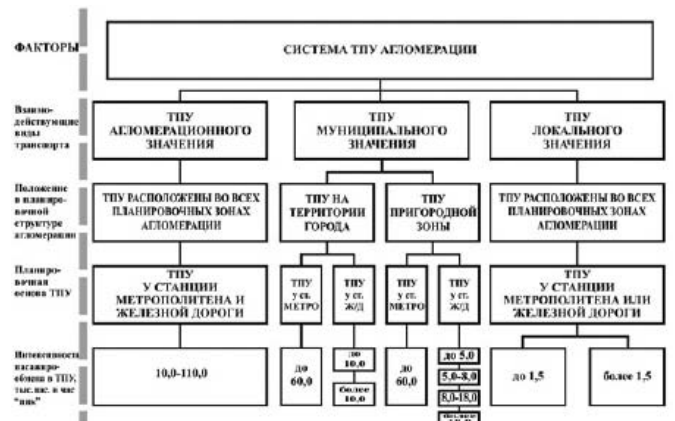 ФАКТОРЫ
СИСТЕМА ТПУ АГЛОМЕРАЦИИ
Взаимо-
действующие
виды
транспорта
ТПУ
АГЛОМЕРАЦИОННОГО
ЗНАЧЕНИЯ
ТПУ
МУНИЦИПАЛЬНОГО
ЗНАЧЕНИЯ
ТПУ
ЛОКАЛЬНОГО
ЗНАЧЕНИЯ
Положение
в планиро-
вочной
структуре
агломерации
ТПУ РАСПОЛОЖЕНЫ ВО ВСЕХ
ПЛАНИРОВОЧНЫХ ЗОНАХ
АГЛОМЕРАЦИИ
ТПУ НА
ТЕРРИТОРИИ
ГОРОДА
ТПУ
ПРИГОРОДНОЙ
ЗОНЫ
ТПУ РАСПОЛОЖЕНЫ ВО ВСЕХ
ПЛАНИРОВОЧНЫХ ЗОНАХ
АГЛОМЕРАЦИИ
Планиро-
вочная
основа ТПУ
ТПУ
У СТАНЦИИ
МЕТРОПОЛИТЕНА И
ЖЕЛЕЗНОЙ ДОРОГИ
ТПУ
у ст.
МЕТРО
ТПУ
у ст.
Ж/Д
ТПУ
у ст.
МЕТРО
ТПУ
у ст.
Ж/Д
ТПУ
У СТАНЦИИ
МЕТРОПОЛИТЕНА ИЛИ
ЖЕЛЕЗНОЙ ДОРОГИ
Интенсивность
пассажиро-
обмена в ТПУ,
тыс. пас. в час
"пик"
10,0-110,0
до
60,0
до
10,0
более
10,0
до
60,0
до 5,0
5,0-8,0
8,0-18,0
до 1,5
более 1,5